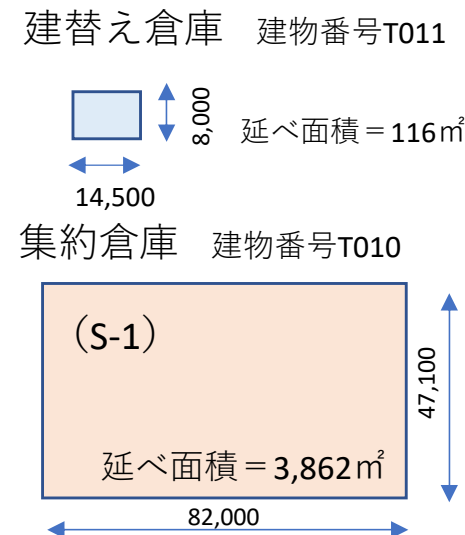 建替え倉庫 建物番号T011
8,000
延べ面積＝116㎡
14,500
集約倉庫 建物番号T010
（S-1）
47,100
延べ面積＝3,862㎡
82,000